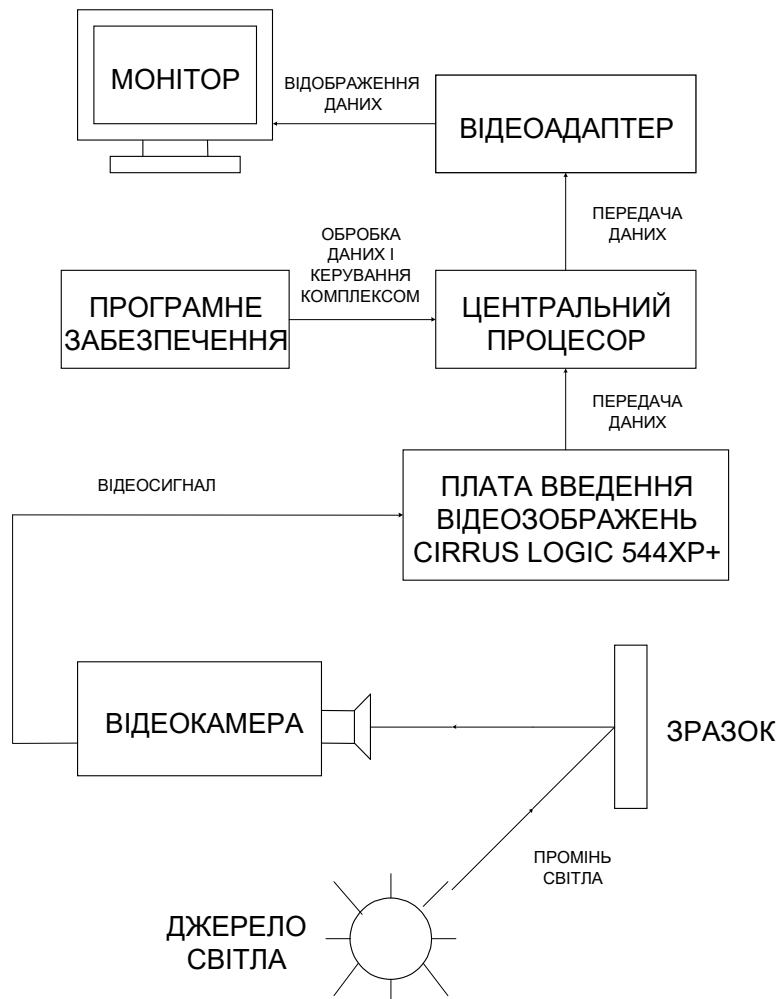 МОНІТОР
ВІДОБРАЖЕННЯ
ДАНИХ
ВІДЕОАДАПТЕР
ПЕРЕДАЧА
ДАНИХ
ОБРОБКА
ДАНИХ І
КЕРУВАННЯ
КОМПЛЕКСОМ
ПРОГРАМНЕ
ЗАБЕЗПЕЧЕННЯ
ЦЕНТРАЛЬНИЙ
ПРОЦЕСОР
ПЕРЕДАЧА
ДАНИХ
ВІДЕОСИГНАЛ
ПЛАТА ВВЕДЕННЯ
ВІДЕОЗОБРАЖЕНЬ
CIRRUS LOGIC 544XP+
ВІДЕОКАМЕРА
ЗРАЗОК
ПРОМІНЬ
СВІТЛА
ДЖЕРЕЛО
СВІТЛА